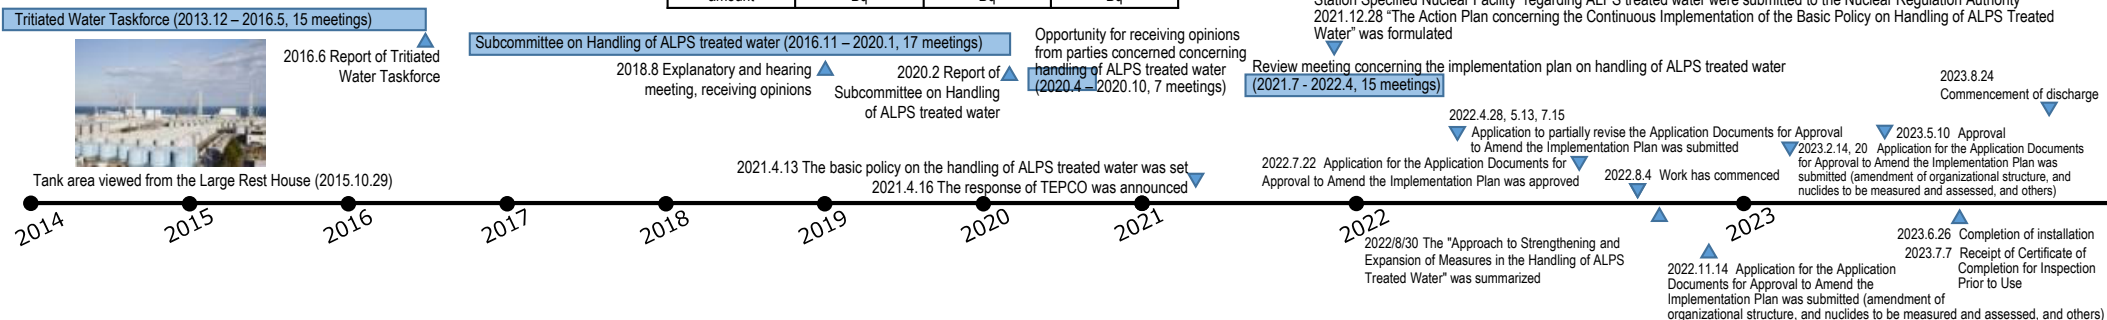 amount
Bq
Bq
Bq
Station Specified Nuclear Facility" regarding ALPS treated water were submitted to the Nuclear Regulation Authority
2021.12.28 “The Action Plan concerning the Continuous Implementation of the Basic Policy on Handling of ALPS Treated
Water” was formulated
Tritiated Water Taskforce (2013.12 – 2016.5, 15 meetings)
2016.6 Report of Tritiated
Water Taskforce
Subcommittee on Handling of ALPS treated water (2016.11 – 2020.1, 17 meetings)
2018.8 Explanatory and hearing
meeting, receiving opinions
2020.2 Report of
Subcommittee on Handling
of ALPS treated water
Opportunity for receiving opinions
from parties concerned concerning
handling of ALPS treated water
(2020.4 – 2020.10, 7 meetings)
Review meeting concerning the implementation plan on handling of ALPS treated water
(2021.7 - 2022.4, 15 meetings)
2023.8.24
Commencement of discharge
2022.4.28, 5.13, 7.15
Application to partially revise the Application Documents for Approval
to Amend the Implementation Plan was submitted
2023.5.10 Approval
2023.2.14, 20 Application for the Application Documents
for Approval to Amend the Implementation Plan was
submitted (amendment of organizational structure, and
nuclides to be measured and assessed, and others)
2021.4.13 The basic policy on the handling of ALPS treated water was set
2021.4.16 The response of TEPCO was announced
2022.7.22 Application for the Application Documents for
Approval to Amend the Implementation Plan was approved
2022.8.4 Work has commenced
Tank area viewed from the Large Rest House (2015.10.29)
2014
2015
2016
2017
2018
2019
2020
2021
2022
2023
2022/8/30 The "Approach to Strengthening and
Expansion of Measures in the Handling of ALPS
Treated Water" was summarized
2022.11.14 Application for the Application
Documents for Approval to Amend the
Implementation Plan was submitted (amendment of
organizational structure, and nuclides to be measured and assessed, and others)
2023.6.26 Completion of installation
2023.7.7 Receipt of Certificate of
Completion for Inspection
Prior to Use